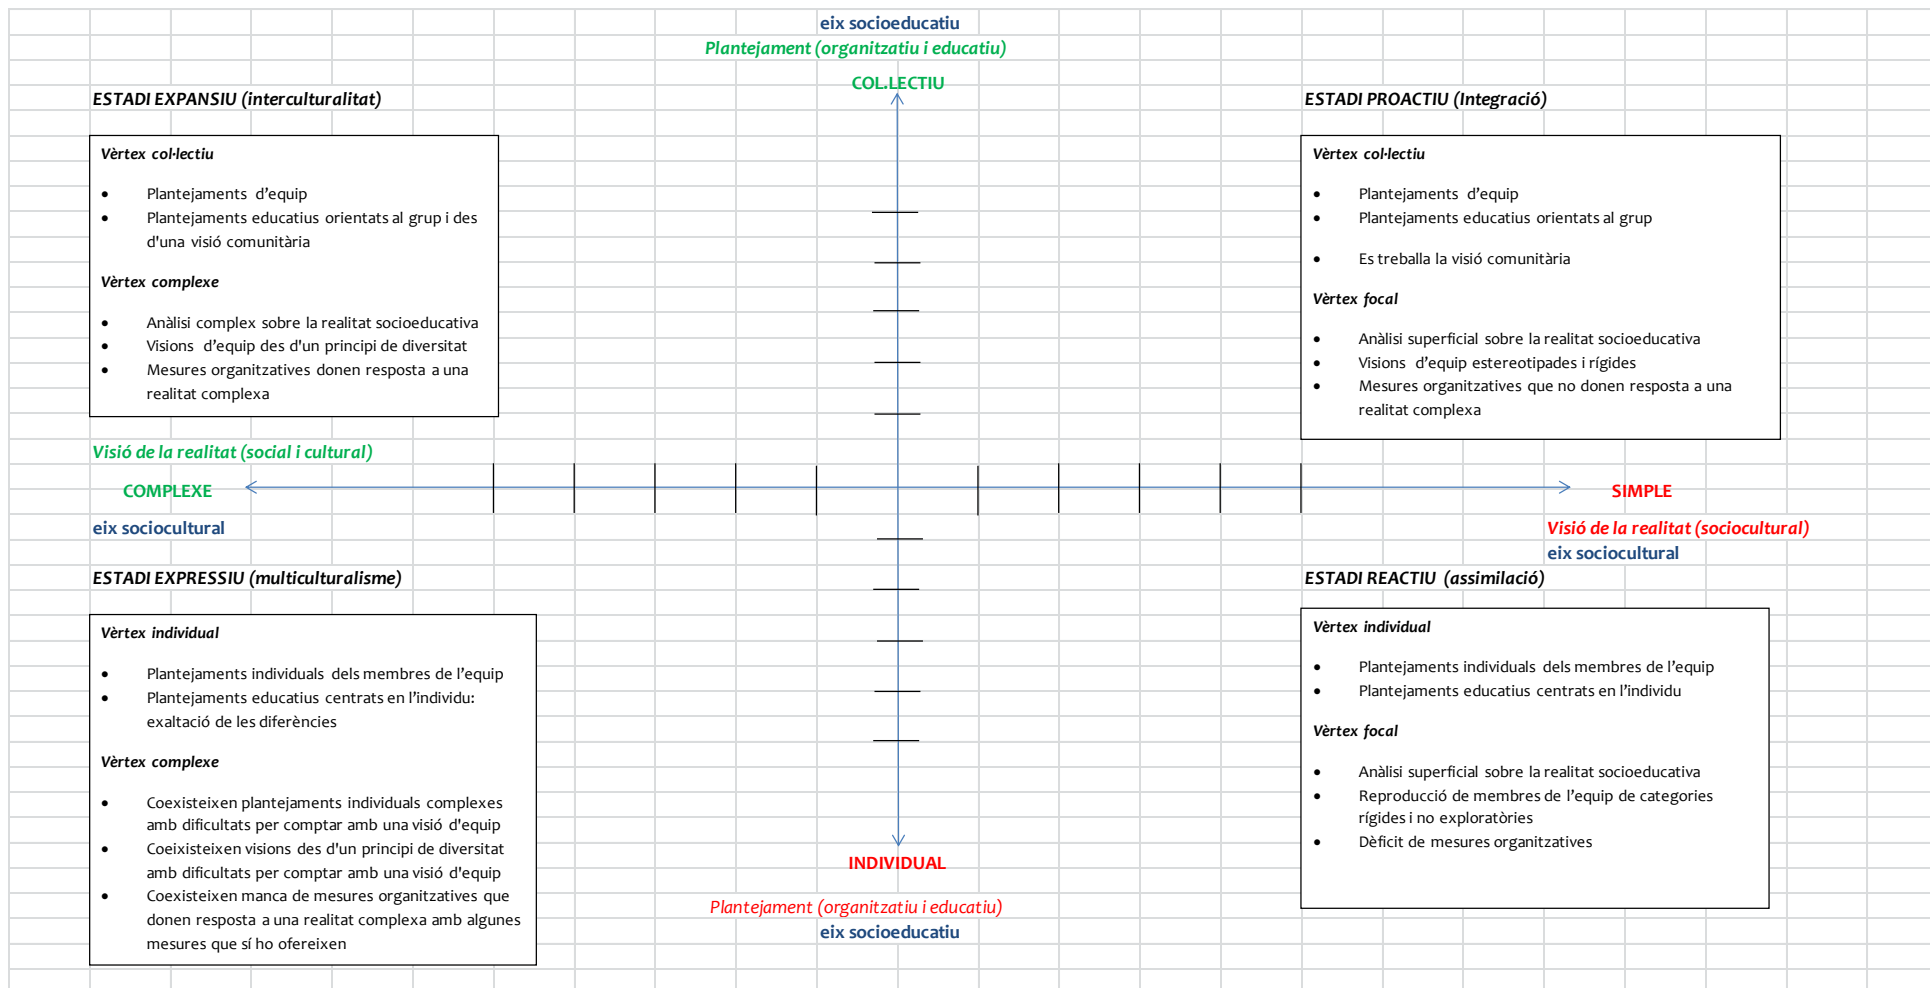 eix socioeducatiu
Plantejament (organitzatiu i educatiu)
COL.LECTIU
ESTADI EXPANSIU (interculturalitat)
Vèrtex col·lectiu
• Plantejaments d'equip
• Plantejaments educatius orientats al grup i des
d'una visió comunitària
Vèrtex complexe
• Anàlisi complex sobre la realitat socioeducativa
• Visions d'equip des d'un principi de diversitat
• Mesures organitzatives donen resposta a una
realitat complexa
ESTADI PROACTIU (Integració)
Vèrtex col·lectiu
• Plantejaments d'equip
• Plantejaments educatius orientats al grup
• Es treballa la visió comunitària
Vèrtex focal
• Anàlisi superficial sobre la realitat socioeducativa
• Visions d'equip estereotipades i rígides
• Mesures organitzatives que no donen resposta a una
realitat complexa
Visió de la realitat (social i cultural)
COMPLEXE
eix sociocultural
SIMPLE
Visió de la realitat (sociocultural)
eix sociocultural
ESTADI EXPRESSIU (multiculturalisme)
Vèrtex individual
• Plantejaments individuals dels membres de l'equip
• Plantejaments educatius centrats en l'individu:
exaltació de les diferències
Vèrtex complexe
• Coexisteixen plantejaments individuals complexes
amb dificultats per comptar amb una visió d'equip
• Coeixisteixen visions des d'un principi de diversitat
amb dificultats per comptar amb una visió d'equip
• Coexisteixen manca de mesures organitzatives que
donen resposta a una realitat complexa amb algunes
mesures que sí ho ofereixen
ESTADI REACTIU (assimilació)
Vèrtex individual
• Plantejaments individuals dels membres de l'equip
• Plantejaments educatius centrats en l'individu
Vèrtex focal
• Anàlisi superficial sobre la realitat socioeducativa
• Reproducció de membres de l'equip de categories
rígides i no exploratòries
• Dèficit de mesures organitzatives
INDIVIDUAL
Plantejament (organitzatiu i educatiu)
eix socioeducatiu